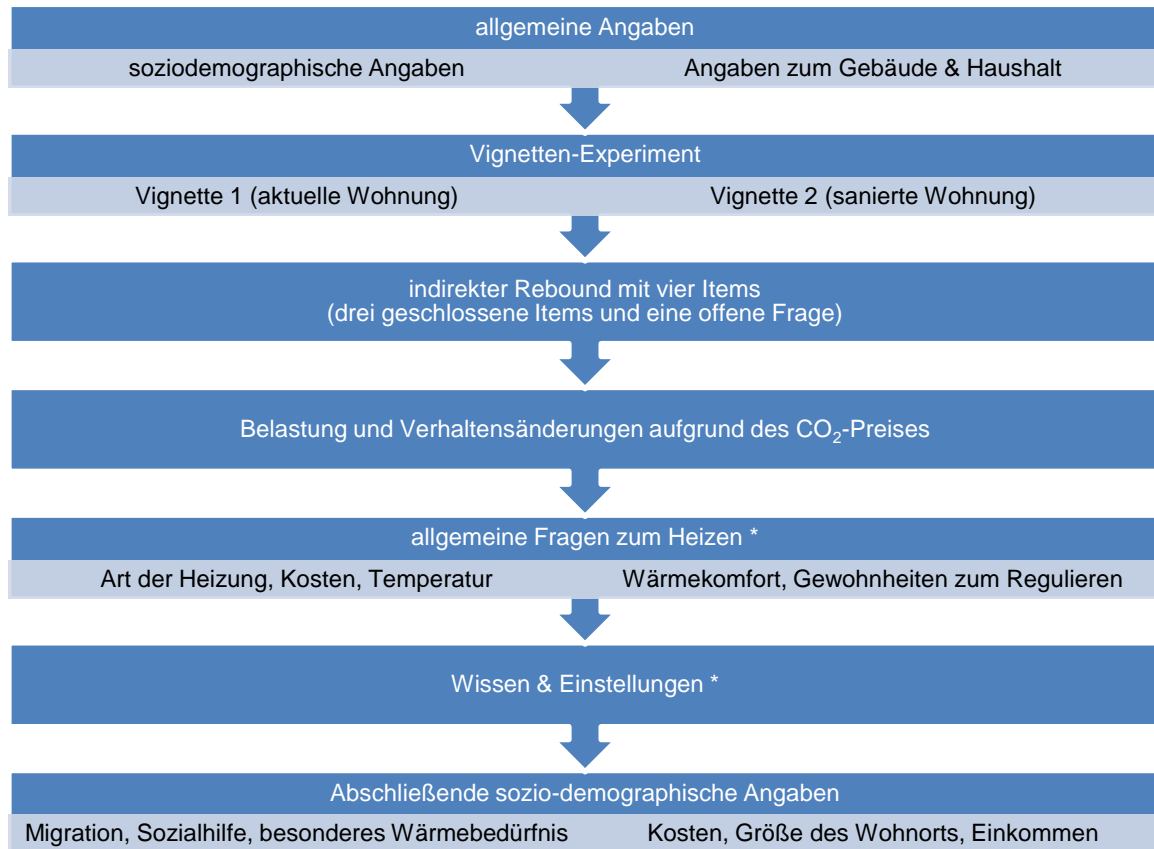 allgemeine Angaben
soziodemographische Angaben
Angaben zum Gebäude & Haushalt
Vignetten-Experiment
Vignette 1 (aktuelle Wohnung)
Vignette 2 (sanierte Wohnung)
indirekter Rebound mit vier Items
(drei geschlossene Items und eine offene Frage)
Belastung und Verhaltensänderungen aufgrund des CO₂-Preises
allgemeine Fragen zum Heizen *
Art der Heizung, Kosten, Temperatur
Wärmekomfort, Gewohnheiten zum Regulieren
Wissen & Einstellungen *
Abschließende sozio-demographische Angaben
Migration, Sozialhilfe, besonderes Wärmebedürfnis
Kosten, Größe des Wohnorts, Einkommen